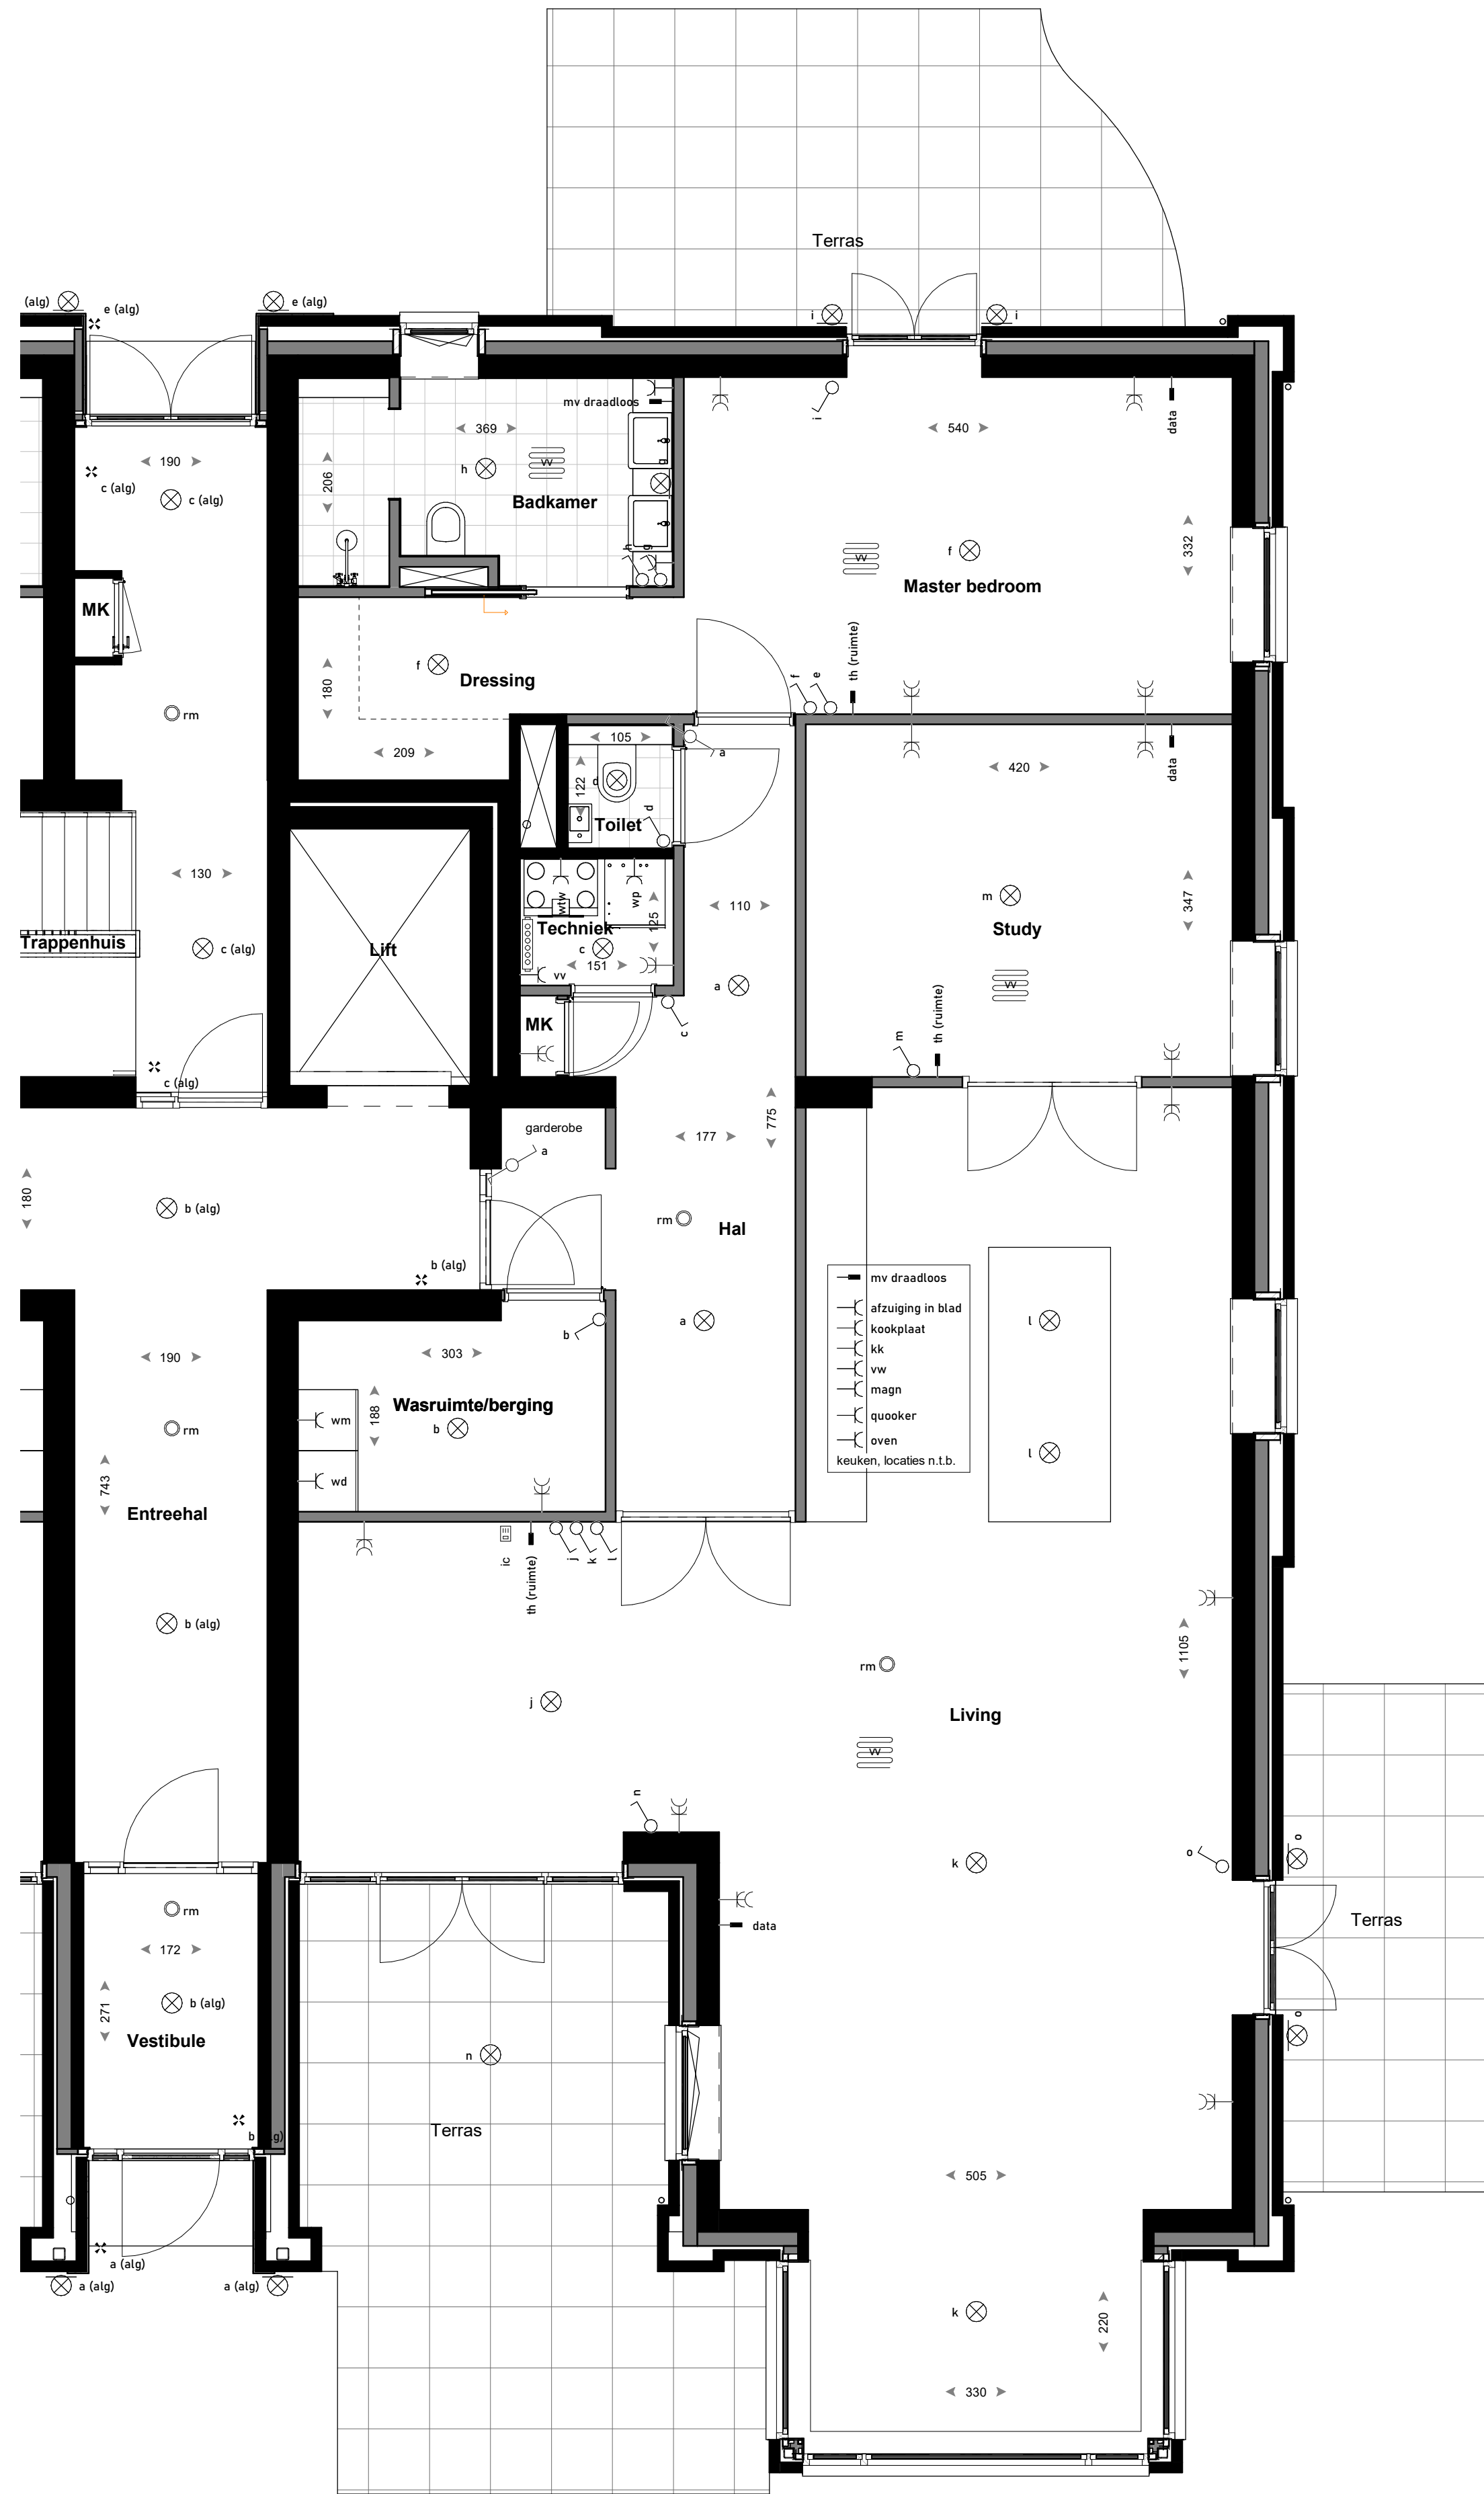 Terras
(alg)
e (alg)
e (alg)
i
i
mv draadloos
i
data
369
540
190
c (alg)
c (alg)
h
vv
206
Badkamer
h
g
332
f
vv
Master bedroom
MK
th (ruimte)
f
e
f
Dressing
180
rm
209
105
a
122
d
d
Toilet
420
data
130
wtw
wp
125
110
m
347
Trappenhuis
c (alg)
Lift
Techniek
c
151
vv
Study
a
vv
MK
c
m
th (ruimte)
c (alg)
garderobe
a
177
775
180
b (alg)
rm
Hal
b (alg)
mv draadloos
afzuiging in blad
kookplaat
kk
vw
magn
quooker
oven
keuken, locaties n.t.b.
a
l
b
190
303
Wasruimte/berging
188
wm
b
rm
l
wd
743
Entreehal
ic
th (ruimte)
j
k
l
b (alg)
1105
rm
j
Living
vv
n
o
o
k
rm
data
Terras
172
b (alg)
271
Vestibule
o
n
b (alg)
Terras
505
a (alg)
a (alg)
a (alg)
k
220
330